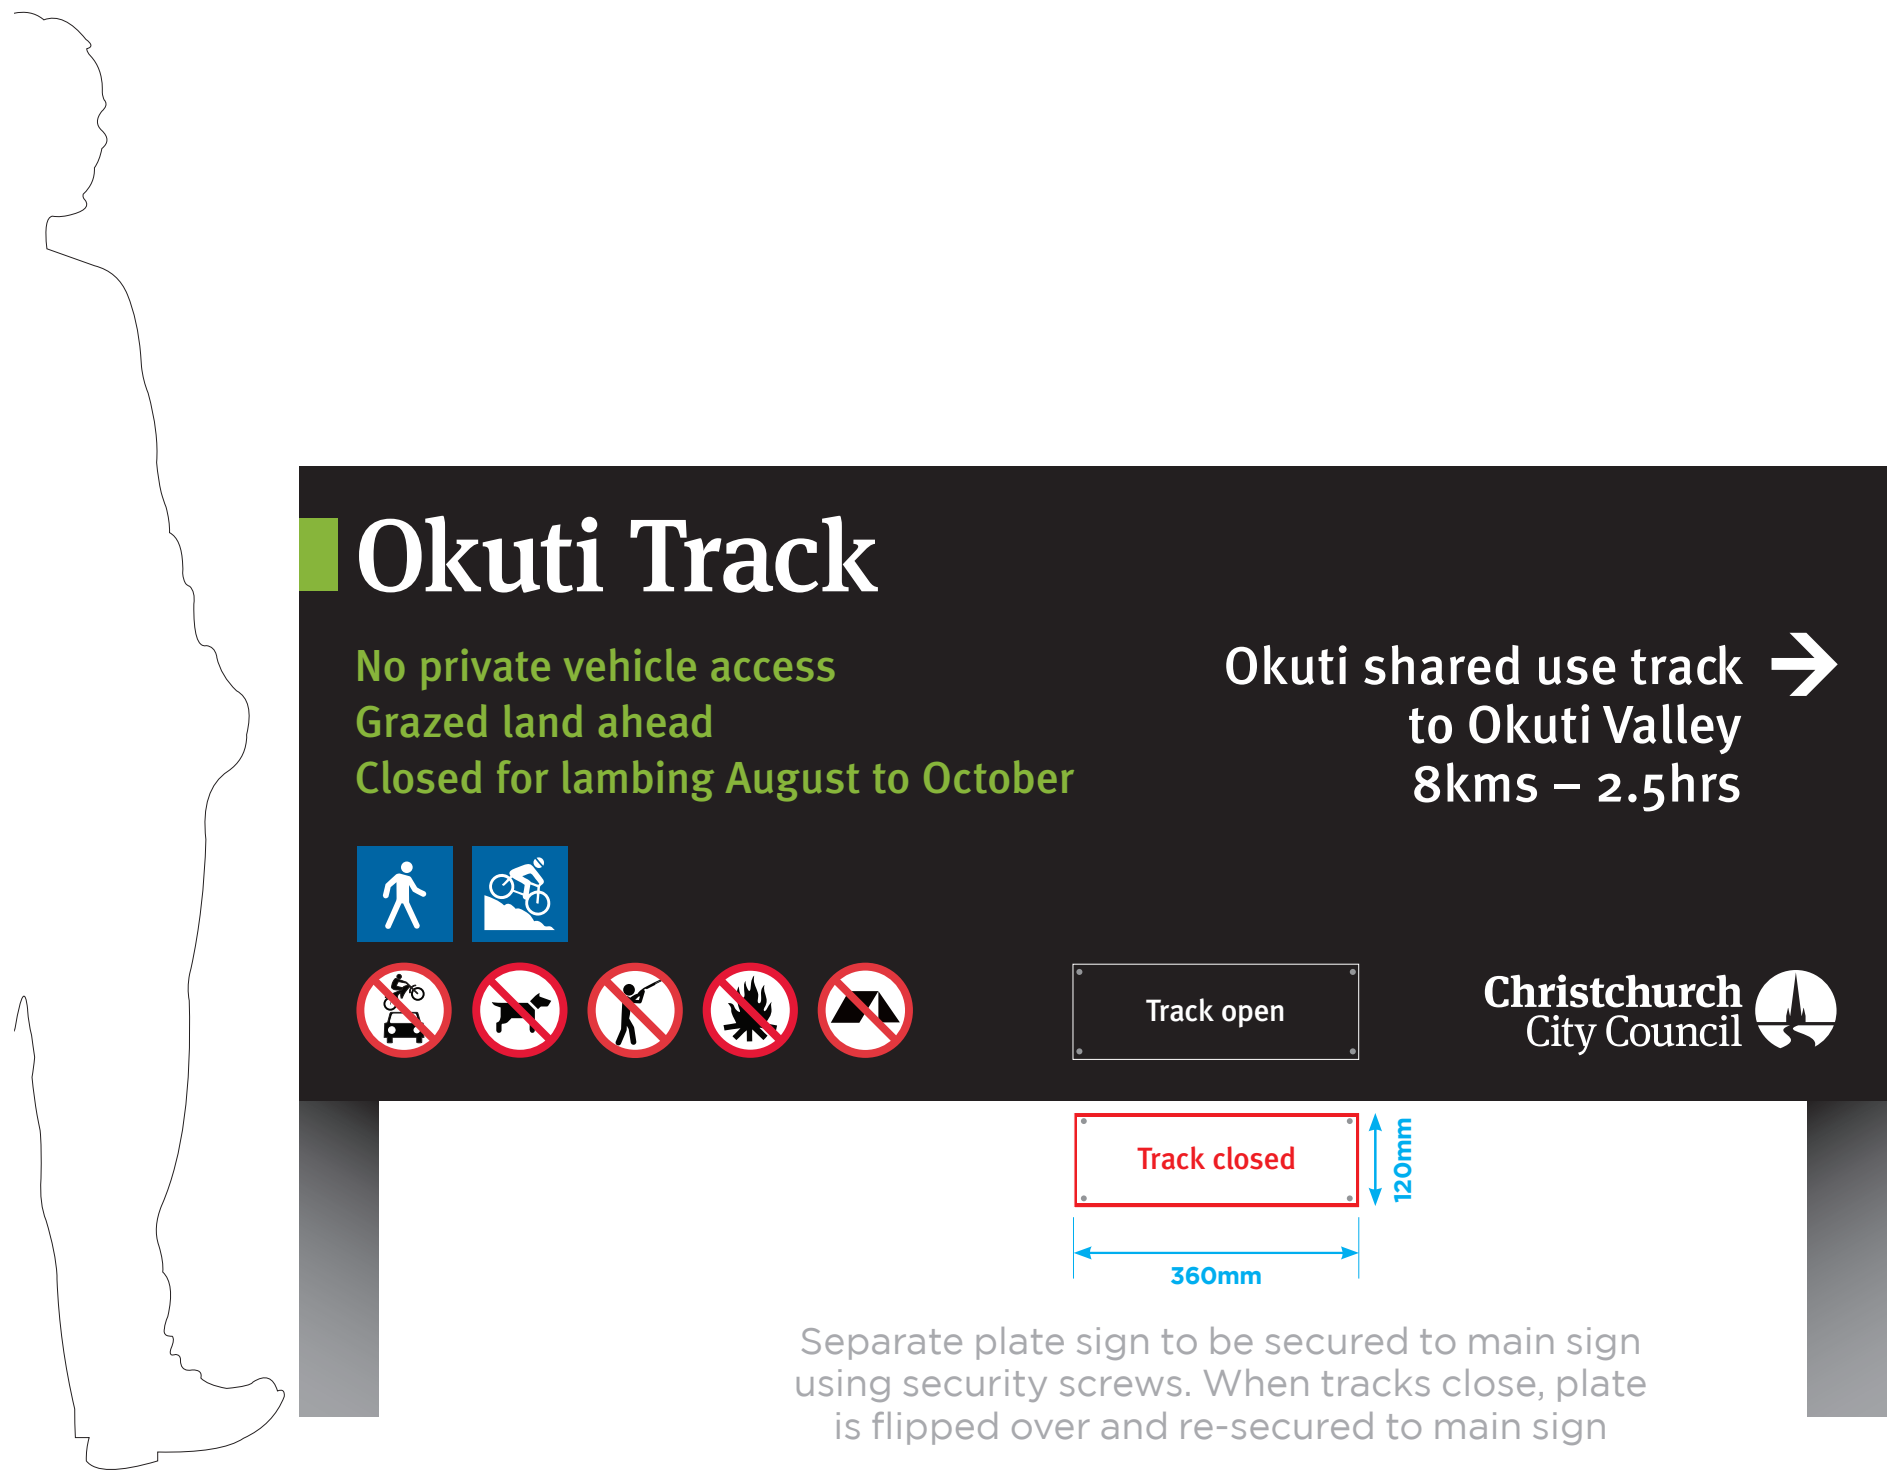 Okuti Track
No private vehicle access
Grazed land ahead
Closed for lambing August to October
Okuti shared use track
to Okuti Valley
8kms – 2.5hrs
Track open
Christchurch
City Council
Track closed
120mm
360mm
Separate plate sign to be secured to main sign
using security screws. When tracks close, plate
is flipped over and re-secured to main sign